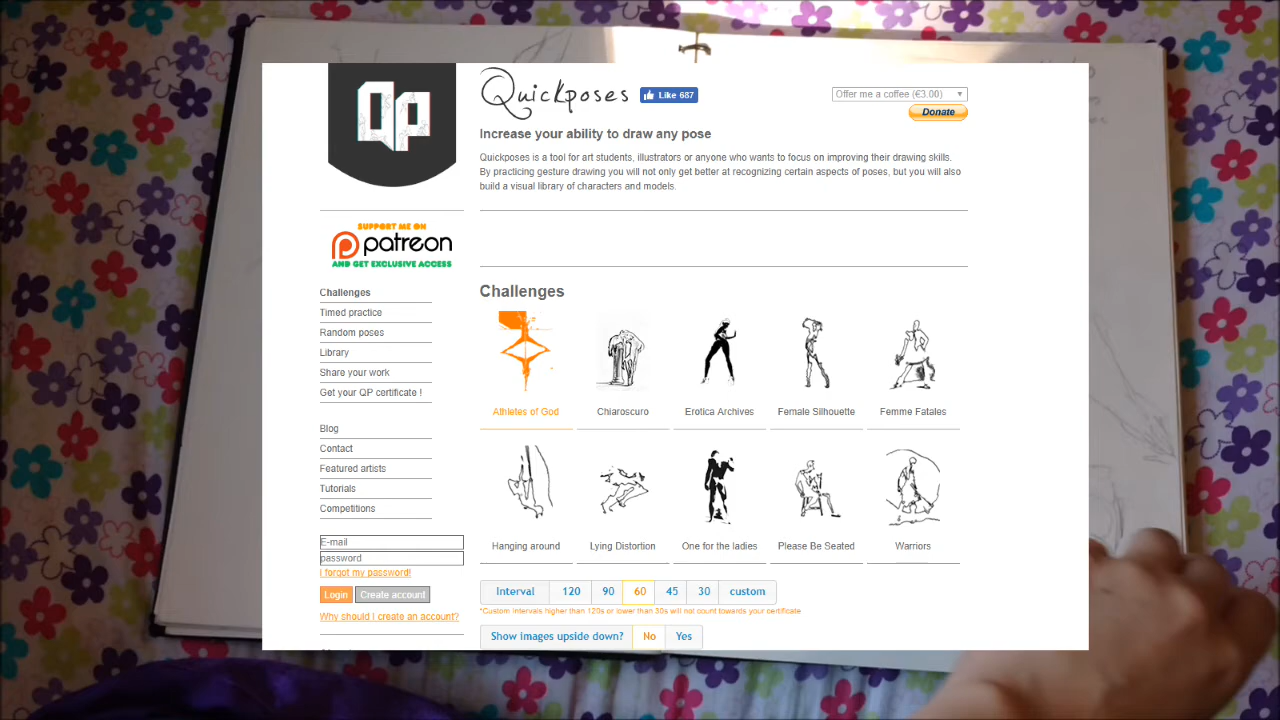 QP
Quickposes
Like 687
Offer me a coffee (€3.00)
Donate
Increase your ability to draw any pose
Quickposes is a tool for art students, illustrators or anyone who wants to focus on improving their drawing skills.
By practicing gesture drawing you will not only get better at recognizing certain aspects of poses, but you will also
build a visual library of characters and models.
SUPPORT ME ON
patreon
AND GET EXCLUSIVE ACCESS
Challenges
Timed practice
Random poses
Library
Share your work
Get your QP certificate !
Blog
Contact
Featured artists
Tutorials
Competitions
E-mail
password
I forgot my password!
Login
Create account
Why should I create an account?
Challenges
Athletes of God
Chiaroscuro
Erotica Archives
Female Silhouette
Femme Fatales
Hanging around
Lying Distortion
One for the ladies
Please Be Seated
Warriors
Interval 120 90 60 45 30 custom
*Custom Intervals higher than 120s or lower than 30s will not count towards your certificate
Show images upside down? No Yes